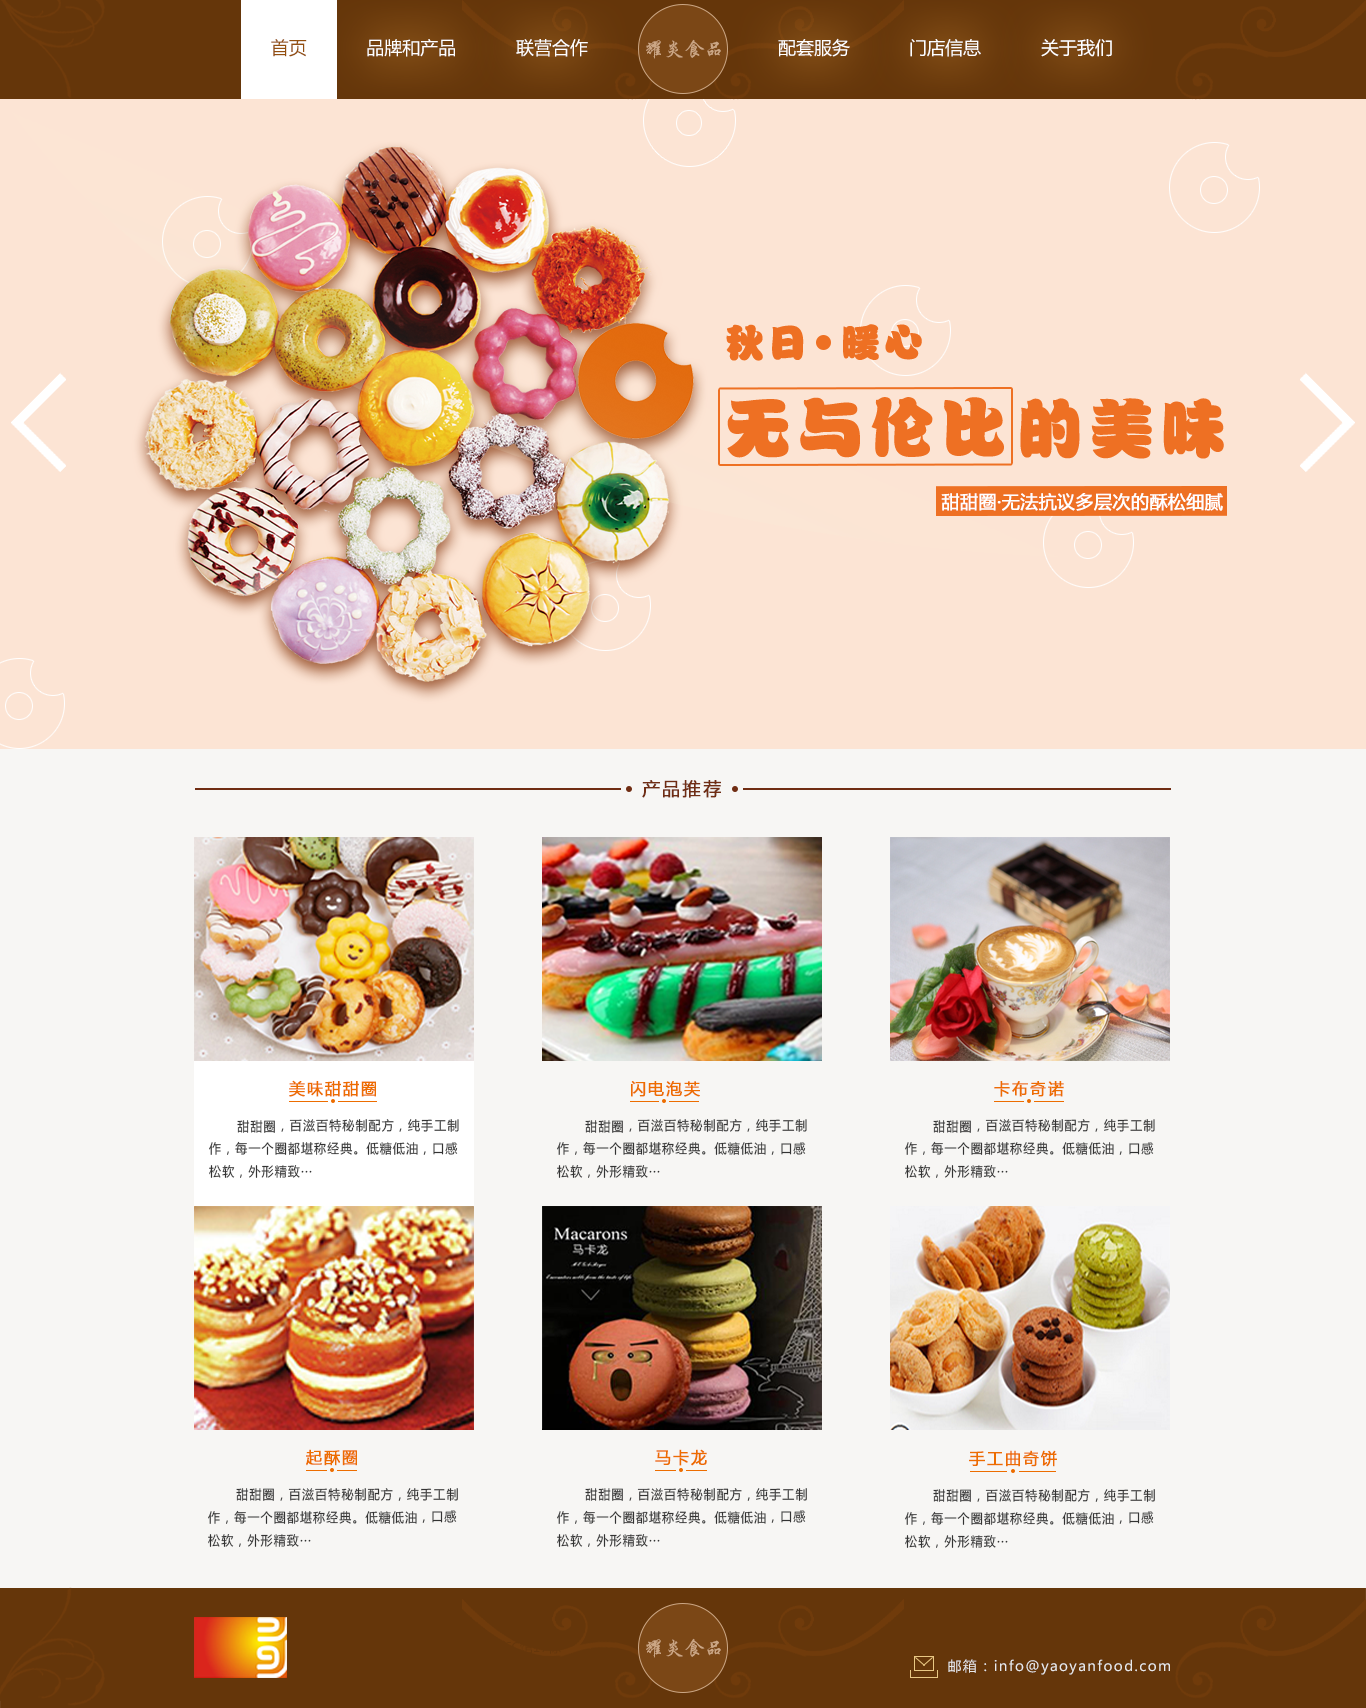 首页
品牌和产品
联营合作
耀炎食品
配套服务
门店信息
关于我们
秋日·暖心
无与伦比的美味
甜甜圈·无法抗议多层次的酥松细腻
• 产品推荐 •
美味甜甜圈
甜甜圈，百滋百特秘制配方，纯手工制
作，每一个圈都堪称经典。低糖低油，口感
松软，外形精致…
闪电泡芙
甜甜圈，百滋百特秘制配方，纯手工制
作，每一个圈都堪称经典。低糖低油，口感
松软，外形精致…
卡布奇诺
甜甜圈，百滋百特秘制配方，纯手工制
作，每一个圈都堪称经典。低糖低油，口感
松软，外形精致…
起酥圈
甜甜圈，百滋百特秘制配方，纯手工制
作，每一个圈都堪称经典。低糖低油，口感
松软，外形精致…
Macarons
马卡龙
马卡龙
甜甜圈，百滋百特秘制配方，纯手工制
作，每一个圈都堪称经典。低糖低油，口感
松软，外形精致…
手工曲奇饼
甜甜圈，百滋百特秘制配方，纯手工制
作，每一个圈都堪称经典。低糖低油，口感
松软，外形精致…
耀炎食品
邮箱：info@yaoyanfood.com